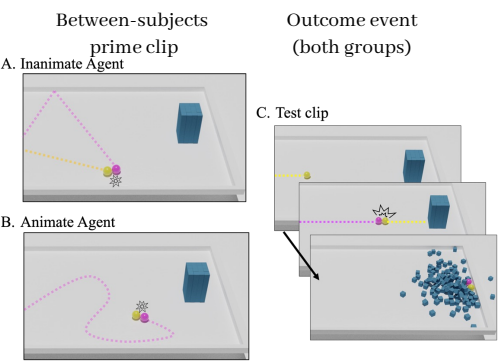 Between-subjects
prime clip
Outcome event
(both groups)
A. Inanimate Agent
C. Test clip
B. Animate Agent